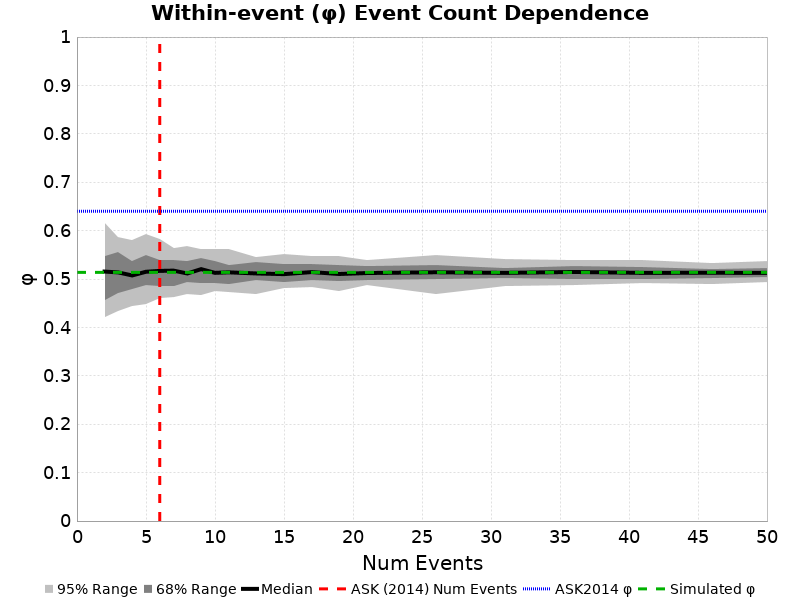 Within-event (φ) Event Count Dependence
1
0.9
0.8
0.7
0.6
0.5
0.4
0.3
0.2
0.1
0
φ
0 5 10 15 20 25 30 35 40 45 50
Num Events
95% Range 68% Range Median ASK (2014) Num Events ASK2014 φ Simulated φ